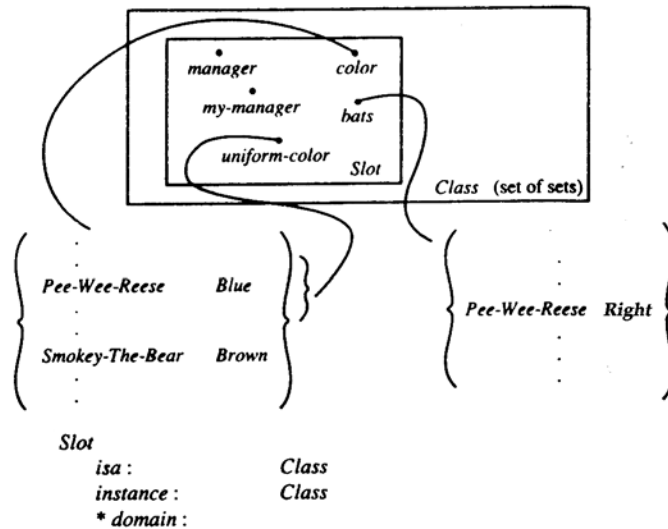 manager color
my-manager
bats
uniform-color
Slot
Class (set of sets)
Pee-Wee-Reese Blue
Pee-Wee-Reese Right
Smokey-The-Bear Brown
Slot
isa : Class
instance : Class
* domain :